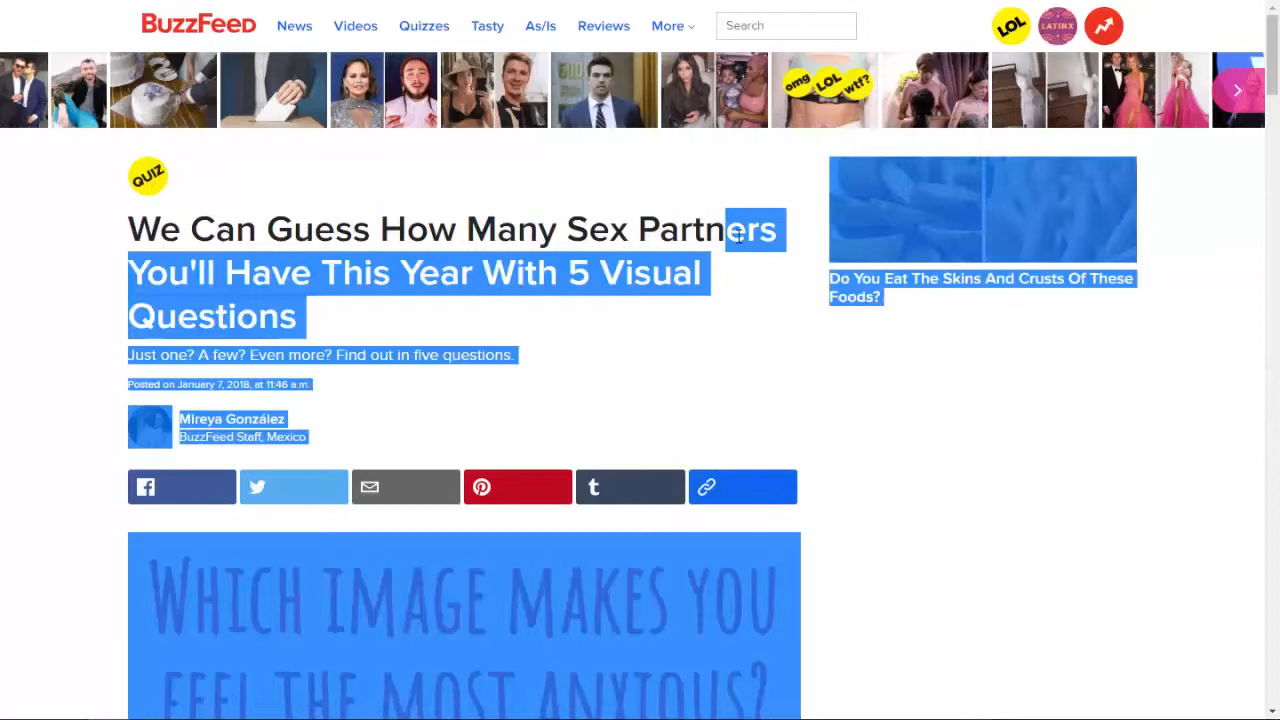 BuzzFeed News Videos Quizzes Tasty As/Is Reviews More Search LOL LATINX
omg LOL wtf?
QUIZ
We Can Guess How Many Sex Partners
You'll Have This Year With 5 Visual
Questions
Just one? A few? Even more? Find out in five questions.
Posted on January 7, 2018, at 11:46 a.m.
Mireya González
BuzzFeed Staff, Mexico
Do You Eat The Skins And Crusts Of These
Foods?
WHICH IMAGE MAKES YOU
FEEL THE MOST ANXIOUS?